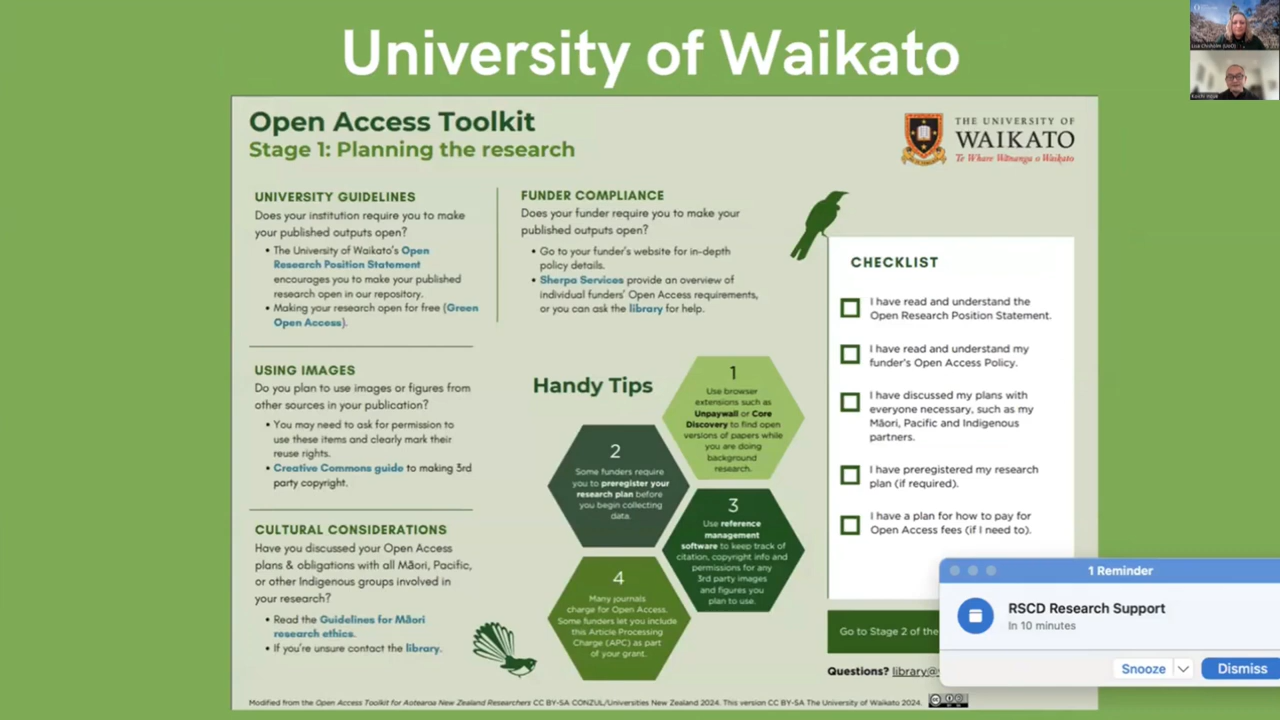 University of Waikato
Open Access Toolkit
Stage 1: Planning the research
THE UNIVERSITY OF
WAIKATO
Te Whare Wānanga o Waikato
UNIVERSITY GUIDELINES
Does your institution require you to make
your published outputs open?
• The University of Waikato's Open
Research Position Statement
encourages you to make your published
research open in our repository.
• Making your research open for free (Green
Open Access).
FUNDER COMPLIANCE
Does your funder require you to make your
published outputs open?
• Go to your funder's website for in-depth
policy details.
• Sherpa Services provide an overview of
individual funders' Open Access requirements,
or you can ask the library for help.
USING IMAGES
Do you plan to use images or figures from
other sources in your publication?
• You may need to ask for permission to
use these items and clearly mark their
reuse rights.
• Creative Commons guide to making 3rd
party copyright.
CULTURAL CONSIDERATIONS
Have you discussed your Open Access
plans & obligations with all Māori, Pacific,
or other Indigenous groups involved in
your research?
• Read the Guidelines for Māori
research ethics.
• If you're unsure contact the library.
Handy Tips
1
Use browser
extensions such as
Unpaywall or Core
Discovery to find open
versions of papers while
you are doing
background
research.
2
Some funders require
you to preregister your
research plan before
you begin collecting
data.
3
Use reference
management
software to keep track of
citation, copyright info and
permissions for any
3rd party images
and figures you
plan to use.
4
Many journals
charge for Open Access.
Some funders let you include
this Article Processing
Charge (APC) as part
of your grant.
CHECKLIST
I have read and understand the
Open Research Position Statement.
I have read and understand my
funder's Open Access Policy.
I have discussed my plans with
everyone necessary, such as my
Māori, Pacific and Indigenous
partners.
I have preregistered my research
plan (if required).
I have a plan for how to pay for
Open Access fees (if I need to).
Go to Stage 2 of the
Questions? library@
1 Reminder
RSCD Research Support
In 10 minutes
Snooze
Dismiss
Modified from the Open Access Toolkit for Aotearoa New Zealand Researchers CC BY-SA CONZUL/Universities New Zealand 2024. This version CC BY-SA The University of Waikato 2024.